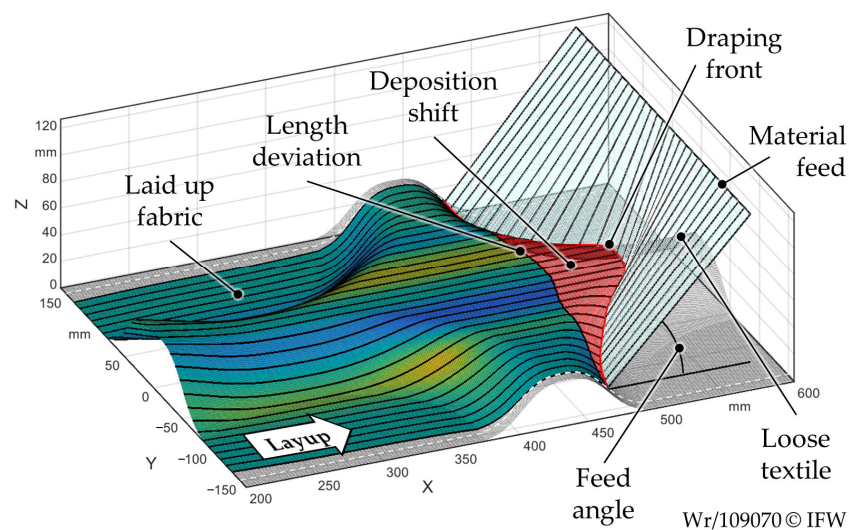 Draping
front
Deposition
shift
Length
deviation
Material
feed
Laid up
fabric
120
mm
80
60
40
20
0
Z
150
mm
50
0
−50
−100
−150
Y
200
250
300
350
400
450
500
mm
600
X
Layup
Feed
angle
Loose
textile
Wr/109070 © IFW